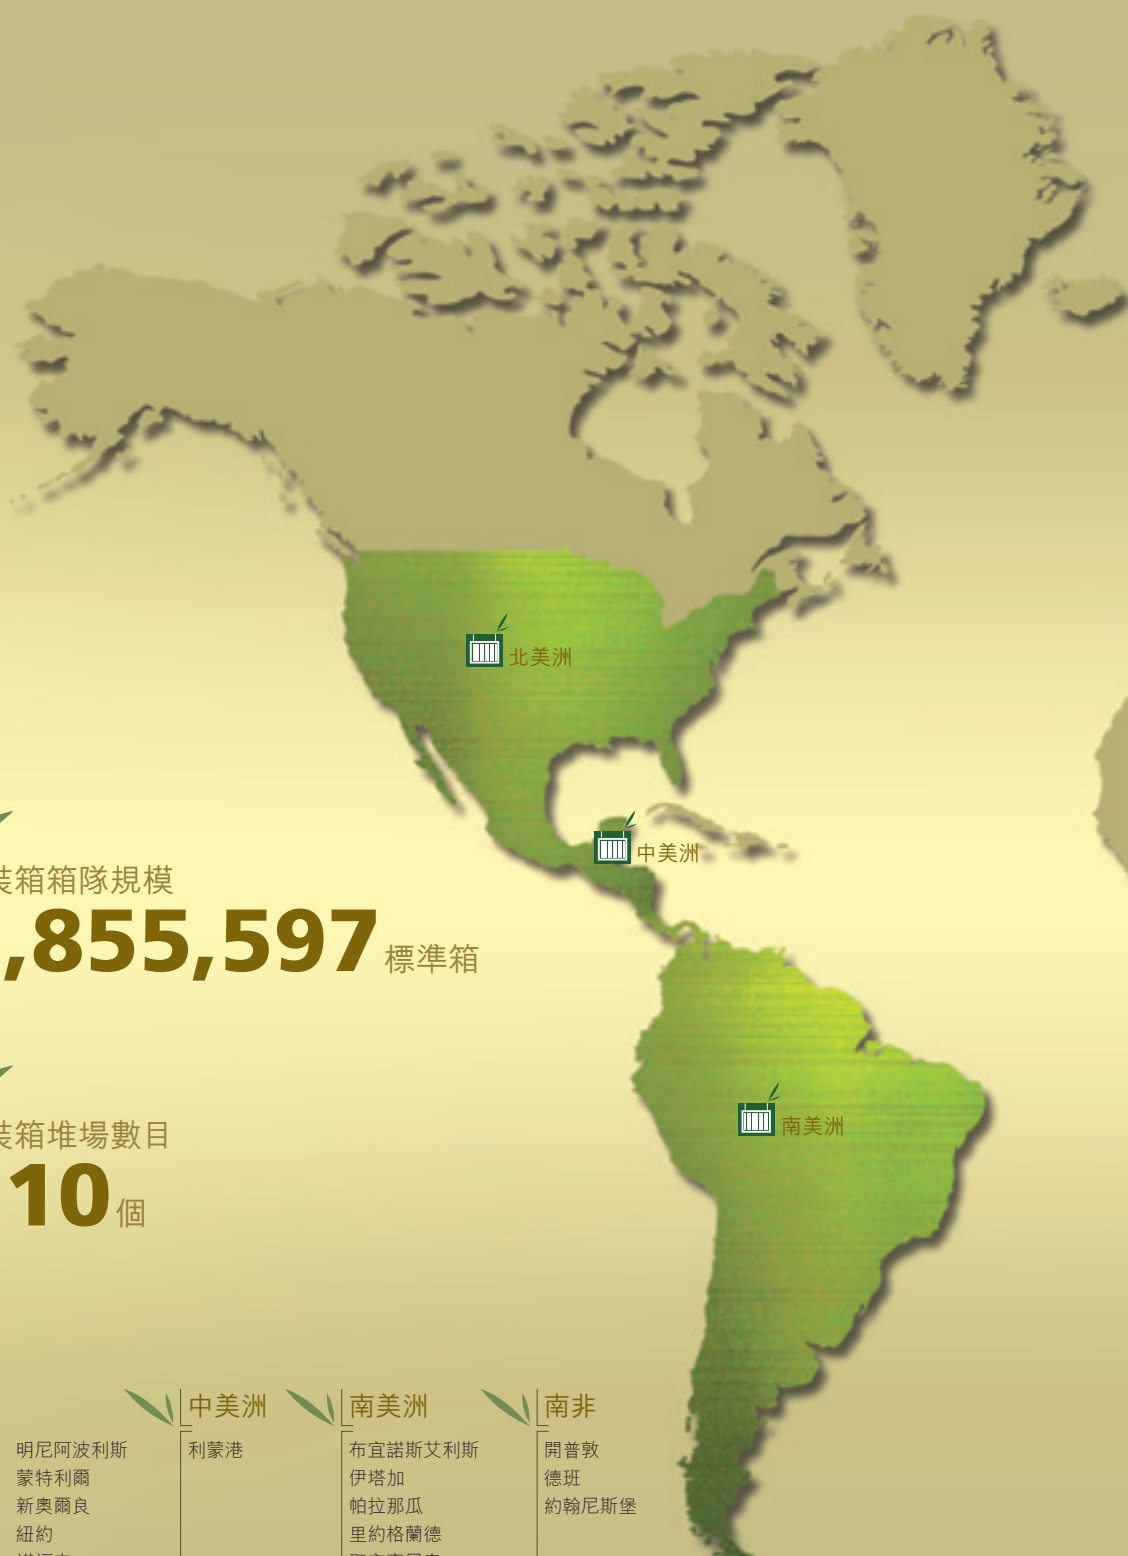 北美洲
中美洲
裝箱箱隊規模
,855,597 標準箱
南美洲
裝箱堆場數目
10 個
中美洲
南美洲
南非
明尼阿波利斯
利蒙港
布宜諾斯艾利斯
開普敦
蒙特利爾
伊塔加
德班
新奧爾良
帕拉那瓜
約翰尼斯堡
紐約
里約格蘭德